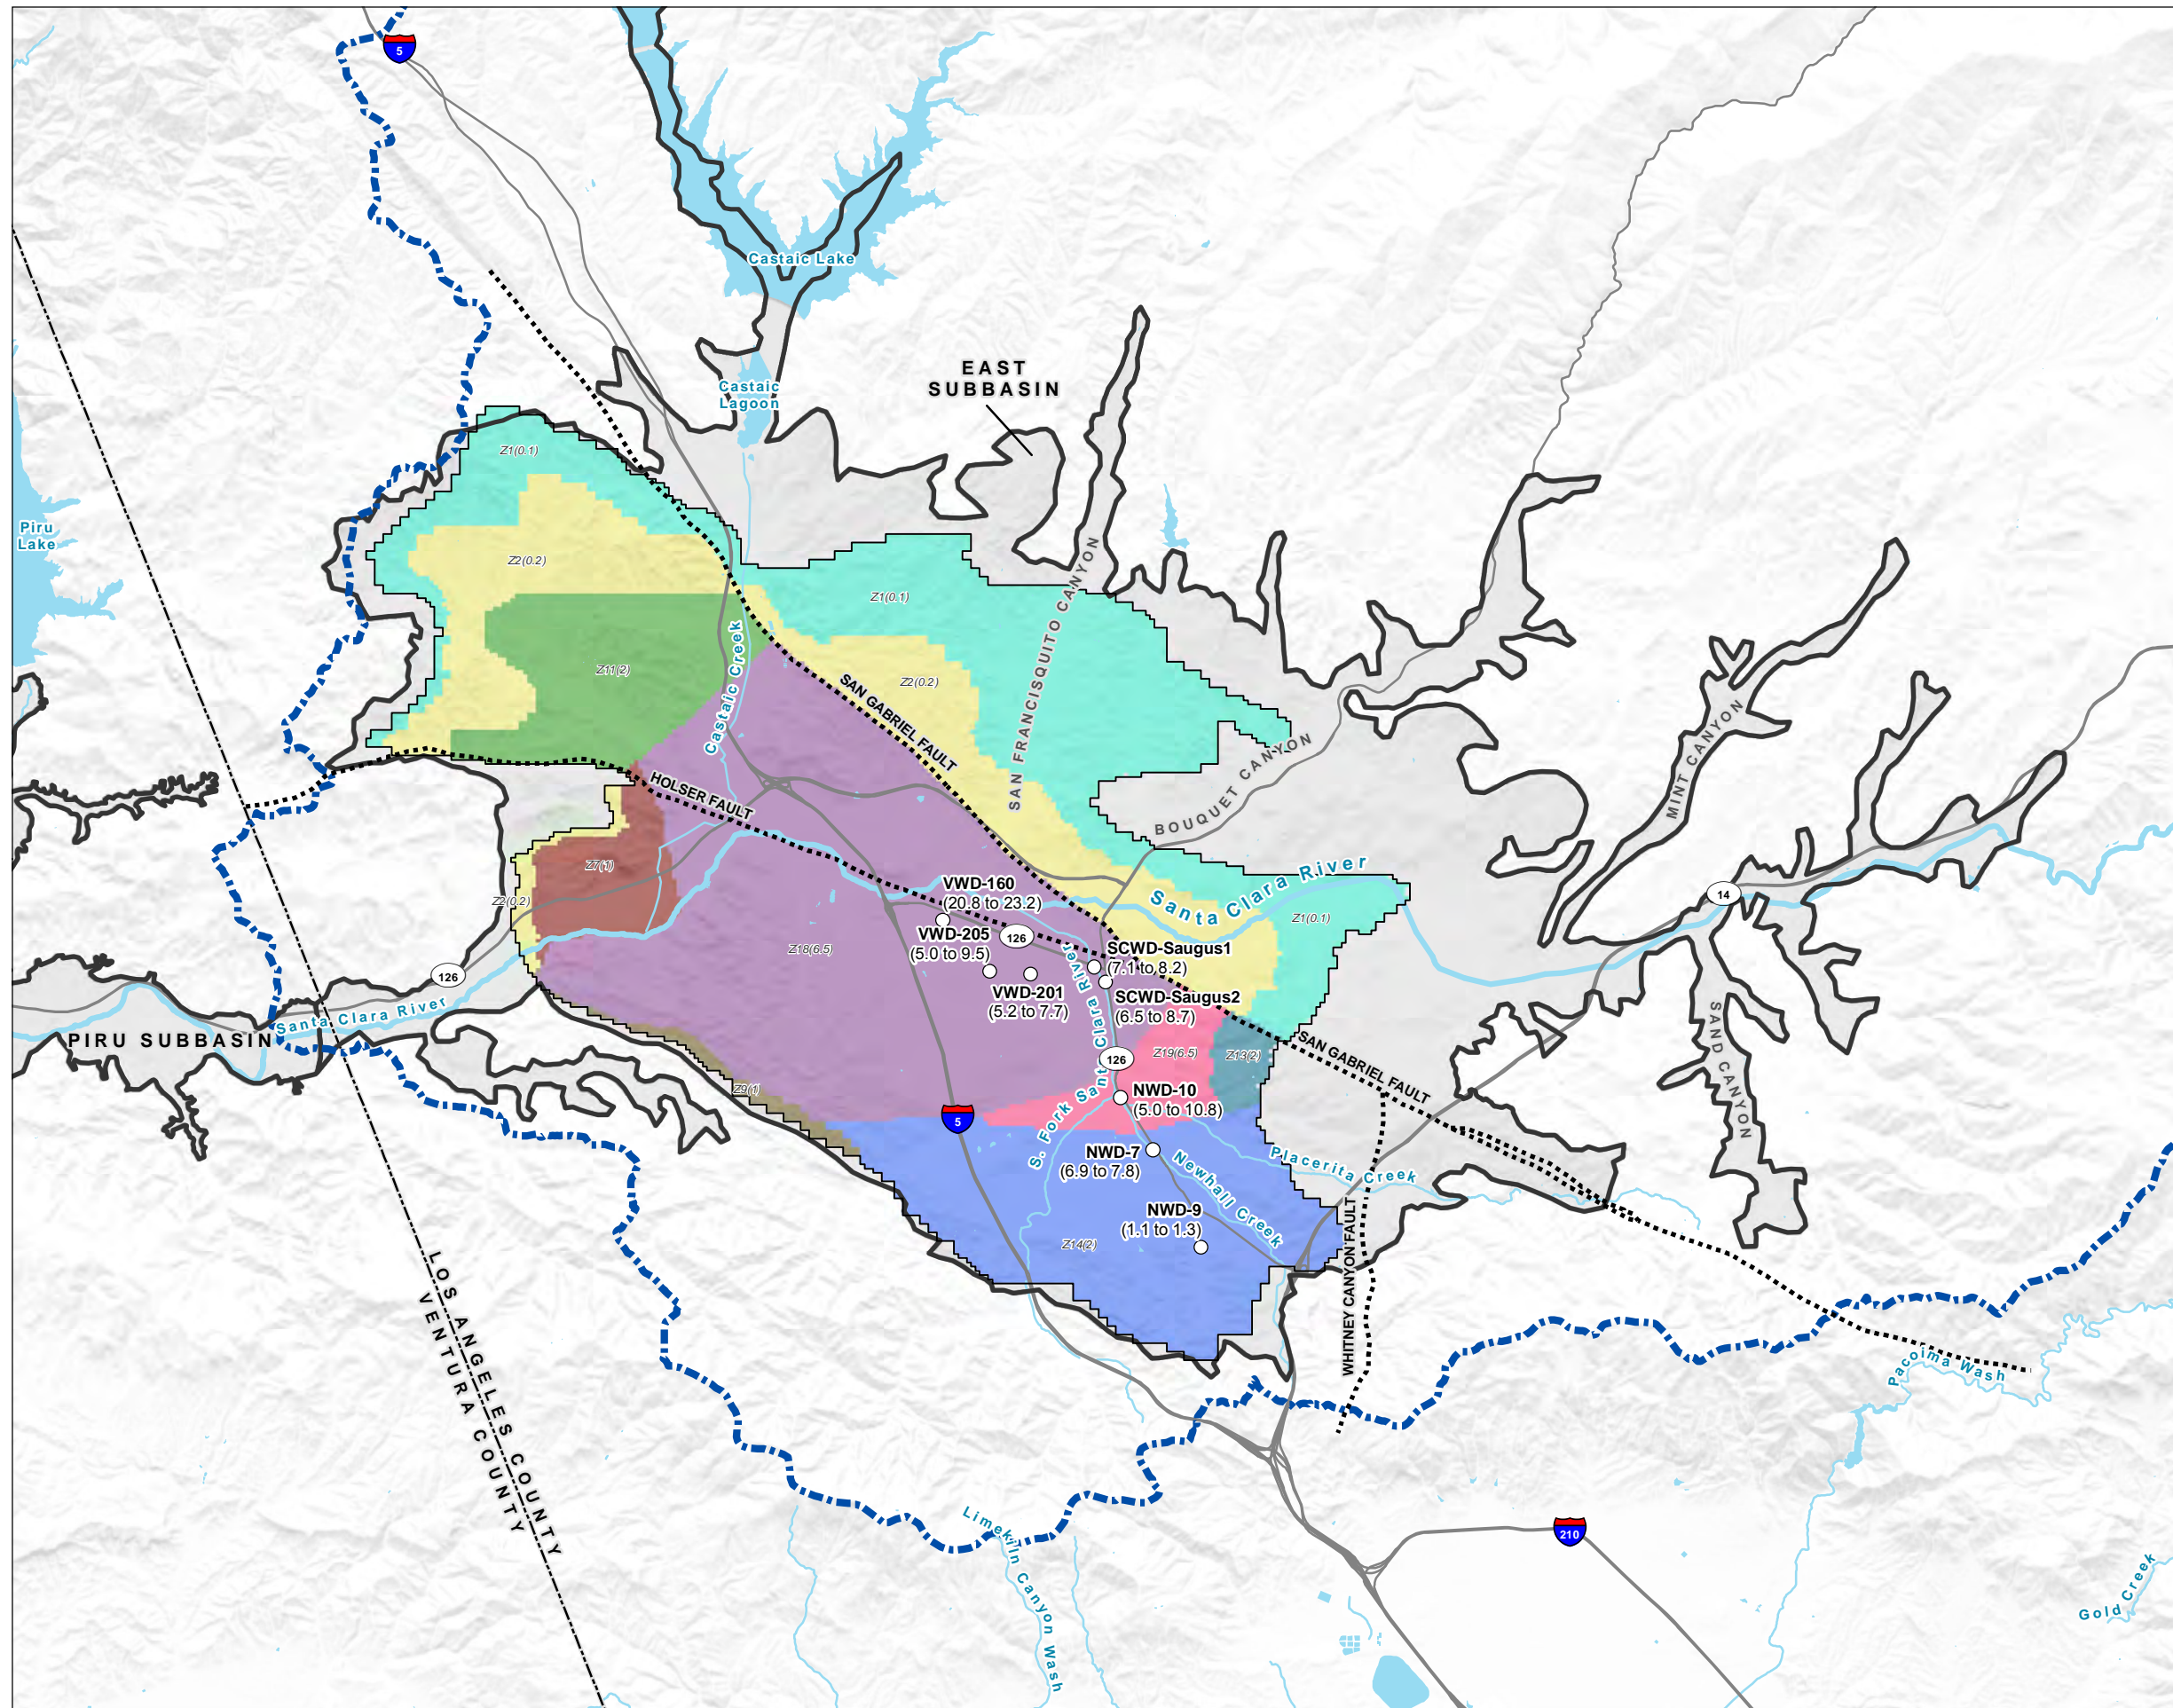 5
Castaic Lake
EAST
SUBBASIN
Castaic
Lagoon
Z1(0.1)
Piru
Lake
Z2(0.2)
Z1(0.1)
SAN FRANCISQUITO CANYON
Castaic Creek
Z11(2)
Z2(0.2)
SAN GABRIEL FAULT
BOUQUET CANYON
MINT CANYON
HOLSER FAULT
Z7(1)
Santa Clara River
14
VWD-160
(20.8 to 23.2)
Z2(0.2)
Z1(0.1)
VWD-205
(5.0 to 9.5)
126
Z18(6.5)
SCWD-Saugus1
(7.1 to 8.2)
126
VWD-201
(5.2 to 7.7)
SCWD-Saugus2
(6.5 to 8.7)
Santa Clara River
PIRU SUBBASIN
S. Fork Santa Clara River
126
Z19(6.5)
Z13(2)
SAN GABRIEL FAULT
SAND CANYON
Z9(1)
NWD-10
(5.0 to 10.8)
5
NWD-7
(6.9 to 7.8)
Newhall Creek
Placerita Creek
NWD-9
(1.1 to 1.3)
Z14(2)
WHITNEY CANYON FAULT
LOS ANGELES COUNTY
VENTURA COUNTY
Pacoima Wash
Limekiln Canyon Wash
210
Gold Creek